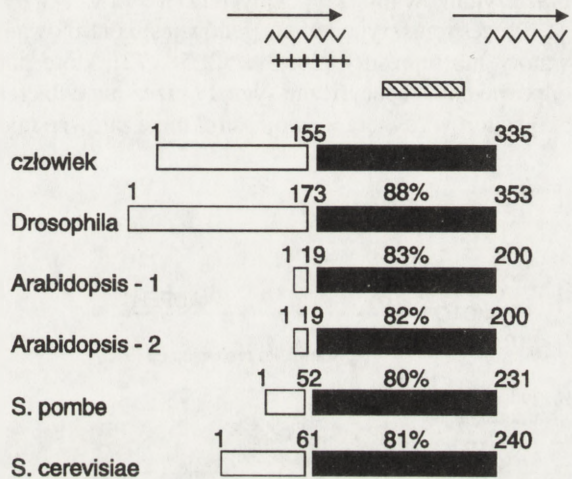 1 155 335
człowiek
1 173 88% 353
Drosophila
1 19 83% 200
Arabidopsis - 1
1 19 82% 200
Arabidopsis - 2
1 52 80% 231
S. pombe
1 61 81% 240
S. cerevisiae